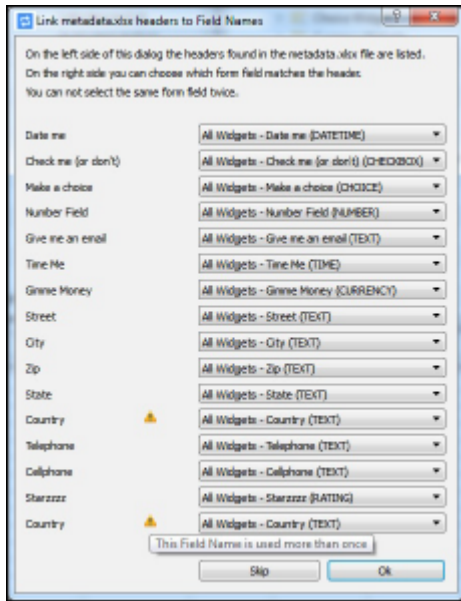 Link metadata.xlsx headers to Field Names
On the left side of this dialog the headers found in the metadata.xlsx file are listed.
On the right side you can choose which form field matches the header.
You can not select the same form field twice.
Date me All Widgets - Date me (DATETIME)
Check me (or don't) All Widgets - Check me (or don't) (CHECKBOX)
Make a choice All Widgets - Make a choice (CHOICE)
Number Field All Widgets - Number Field (NUMBER)
Give me an email All Widgets - Give me an email (TEXT)
Time Me All Widgets - Time Me (TIME)
Gimme Money All Widgets - Gimme Money (CURRENCY)
Street All Widgets - Street (TEXT)
City All Widgets - City (TEXT)
Zip All Widgets - Zip (TEXT)
State All Widgets - State (TEXT)
Country All Widgets - Country (TEXT)
Telephone All Widgets - Telephone (TEXT)
Cellphone All Widgets - Cellphone (TEXT)
Starzzzz All Widgets - Starzzzz (RATING)
Country All Widgets - Country (TEXT)
This Field Name is used more than once
Skip Ok